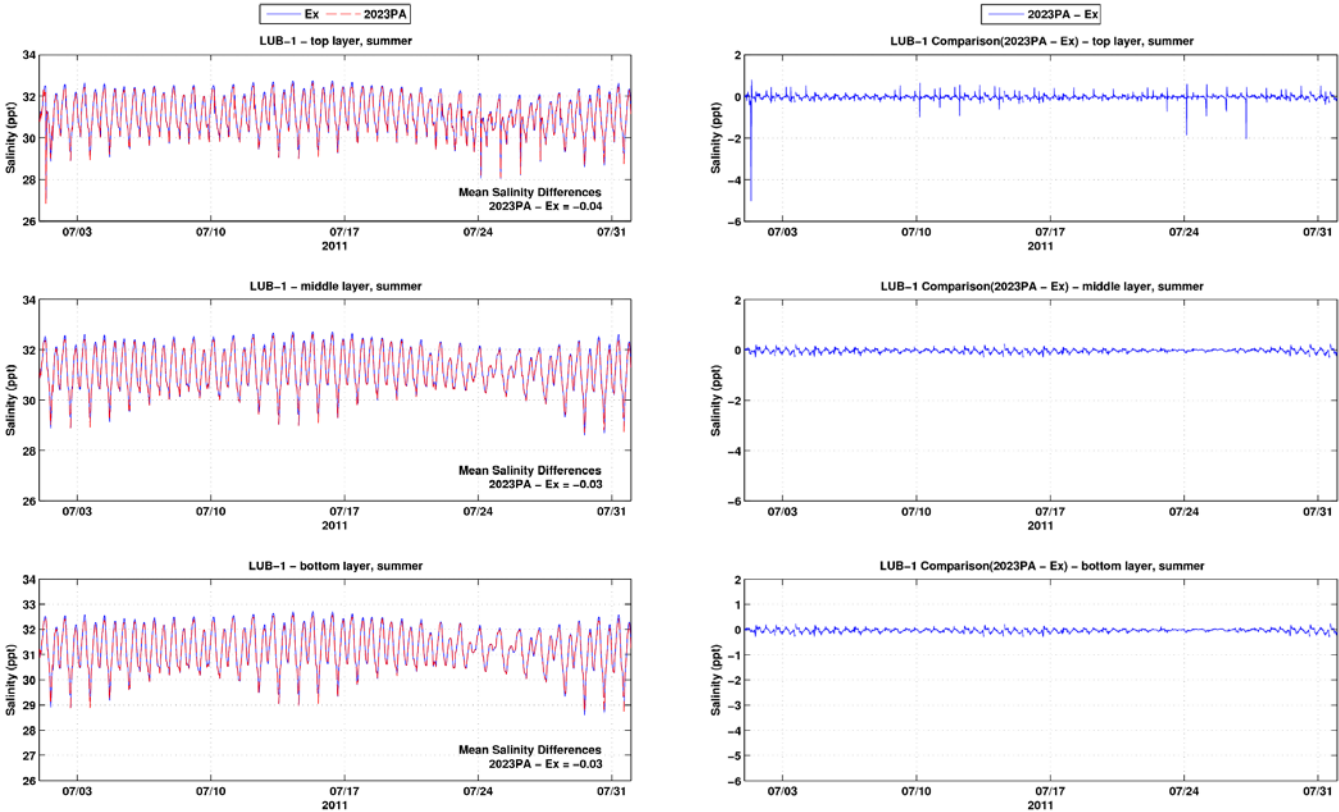 Ex 2023PA
LUB−1 − top layer, summer
34
32
30
28
26
Salinity (ppt)
Mean Salinity Differences
2023PA − Ex = −0.04
07/03 07/10 07/17 07/24 07/31
2011
2023PA − Ex
LUB−1 Comparison(2023PA − Ex) − top layer, summer
2
0
−2
−4
−6
Salinity (ppt)
07/03 07/10 07/17 07/24 07/31
2011
LUB−1 − middle layer, summer
34
32
30
28
26
Salinity (ppt)
Mean Salinity Differences
2023PA − Ex = −0.03
07/03 07/10 07/17 07/24 07/31
2011
LUB−1 Comparison(2023PA − Ex) − middle layer, summer
2
0
−2
−4
−6
Salinity (ppt)
07/03 07/10 07/17 07/24 07/31
2011
LUB−1 − bottom layer, summer
34
33
32
31
30
29
28
27
26
Salinity (ppt)
Mean Salinity Differences
2023PA − Ex = −0.03
07/03 07/10 07/17 07/24 07/31
2011
LUB−1 Comparison(2023PA − Ex) − bottom layer, summer
2
1
0
−1
−2
−3
−4
−5
−6
Salinity (ppt)
07/03 07/10 07/17 07/24 07/31
2011